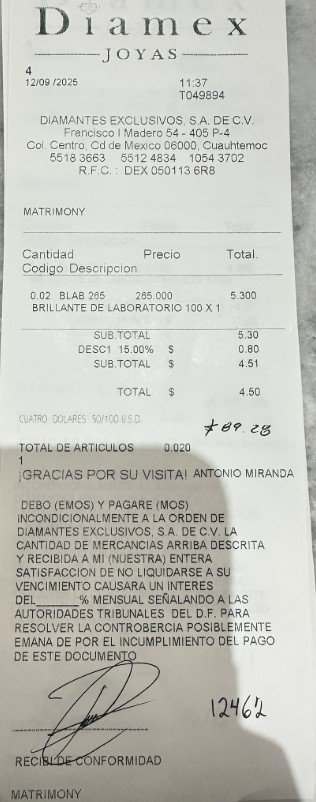 Diamex
JOYAS
4
12/09 /2025 11:37
T049894
DIAMANTES EXCLUSIVOS, S.A. DE C.V.
Francisco I Madero 54 - 405 P-4
Col. Centro, Cd de Mexico 06000, Cuauhtemoc
5518 3663 5512 4834 1054 3702
R.F.C. : DEX 050113 6R8
MATRIMONY
Cantidad Precio Total.
Codigo Descripcion.
0.02 BLAB 265 265.000 5.300
BRILLANTE DE LABORATORIO 100 X 1
SUB.TOTAL 5.30
DESC1 15.00% $ 0.80
SUB.TOTAL $ 4.51
TOTAL $ 4.50
CUATRO DOLARES 50/100 U.S.D.
$ 89.28
TOTAL DE ARTICULOS 0.020
1
¡GRACIAS POR SU VISITA! ANTONIO MIRANDA
DEBO (EMOS) Y PAGARE (MOS)
INCONDICIONALMENTE A LA ORDEN DE
DIAMANTES EXCLUSIVOS, S.A. DE C.V. LA
CANTIDAD DE MERCANCIAS ARRIBA DESCRITA
Y RECIBIDA A MI (NUESTRA) ENTERA
SATISFACCION DE NO LIQUIDARSE A SU
VENCIMIENTO CAUSARA UN INTERES
DEL______% MENSUAL SEÑALANDO A LAS
AUTORIDADES TRIBUNALES DEL D.F. PARA
RESOLVER LA CONTROBERCIA POSIBLEMENTE
EMANA DE POR EL INCUMPLIMIENTO DEL PAGO
DE ESTE DOCUMENTO
RECIBI DE CONFORMIDAD
MATRIMONY